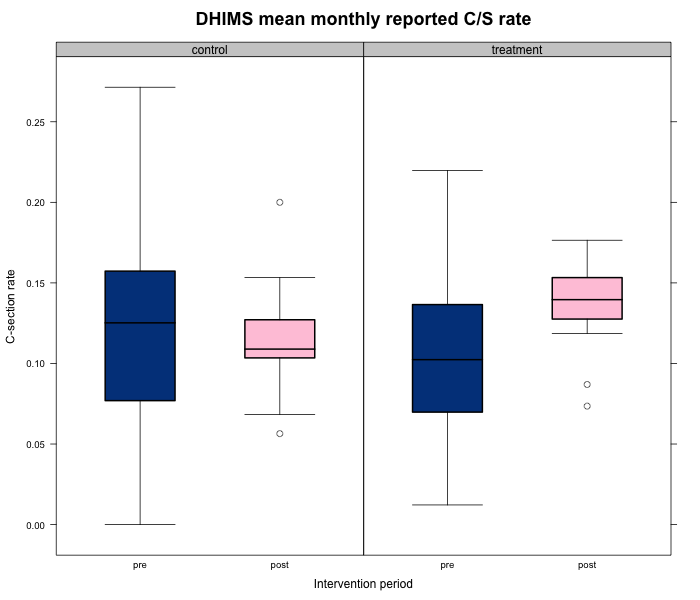 DHIMS mean monthly reported C/S rate
control treatment
0.25
0.20
0.15
0.10
0.05
0.00
C-section rate
pre post pre post
Intervention period